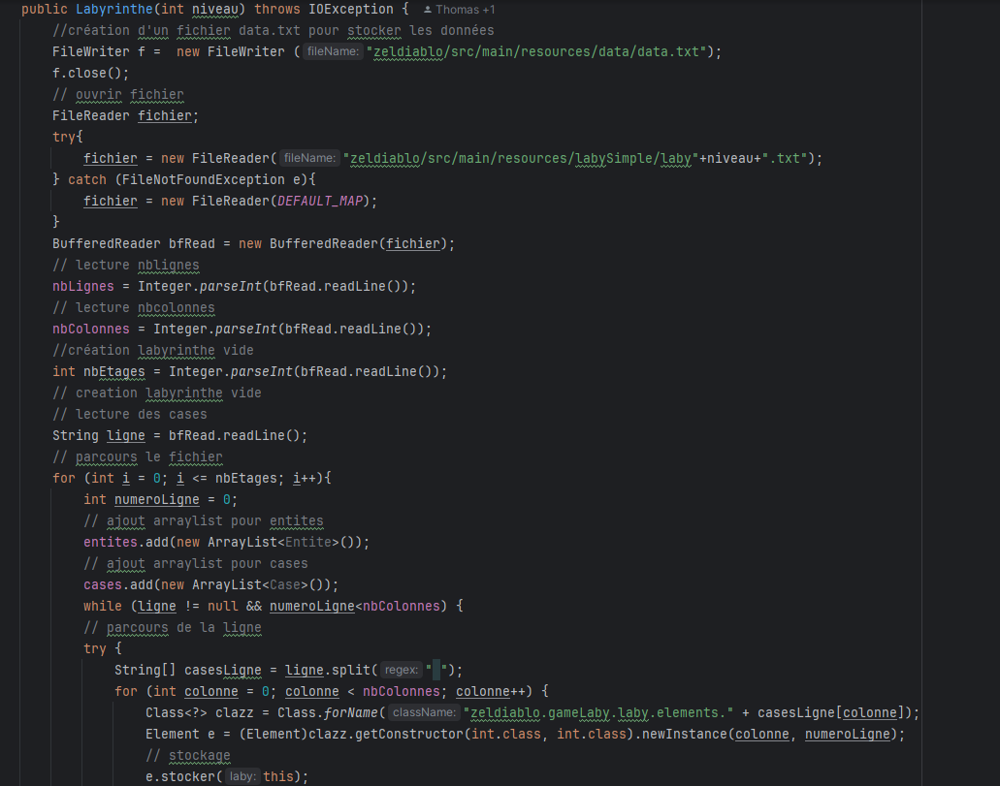 public Labyrinthe(int niveau) throws IOException {  Thomas +1
//création d'un fichier data.txt pour stocker les données
FileWriter f =  new FileWriter ( fileName: "zeldiablo/src/main/resources/data/data.txt");
f.close();
// ouvrir fichier
FileReader fichier;
try{
fichier = new FileReader( fileName: "zeldiablo/src/main/resources/labySimple/laby"+niveau+".txt");
} catch (FileNotFoundException e){
fichier = new FileReader(DEFAULT_MAP);
}
BufferedReader bfRead = new BufferedReader(fichier);
// lecture nblignes
nbLignes = Integer.parseInt(bfRead.readLine());
// lecture nbcolonnes
nbColonnes = Integer.parseInt(bfRead.readLine());
//création labyrinthe vide
int nbEtages = Integer.parseInt(bfRead.readLine());
// creation labyrinthe vide
// lecture des cases
String ligne = bfRead.readLine();
// parcours le fichier
for (int i = 0; i <= nbEtages; i++){
int numeroLigne = 0;
// ajout arraylist pour entites
entites.add(new ArrayList<Entite>());
// ajout arraylist pour cases
cases.add(new ArrayList<Case>());
while (ligne != null && numeroLigne<nbColonnes) {
// parcours de la ligne
try {
String[] casesLigne = ligne.split( regex: " ");
for (int colonne = 0; colonne < nbColonnes; colonne++) {
Class<?> clazz = Class.forName( className: "zeldiablo.gameLaby.laby.elements." + casesLigne[colonne]);
Element e = (Element)clazz.getConstructor(int.class, int.class).newInstance(colonne, numeroLigne);
// stockage
e.stocker( laby: this);